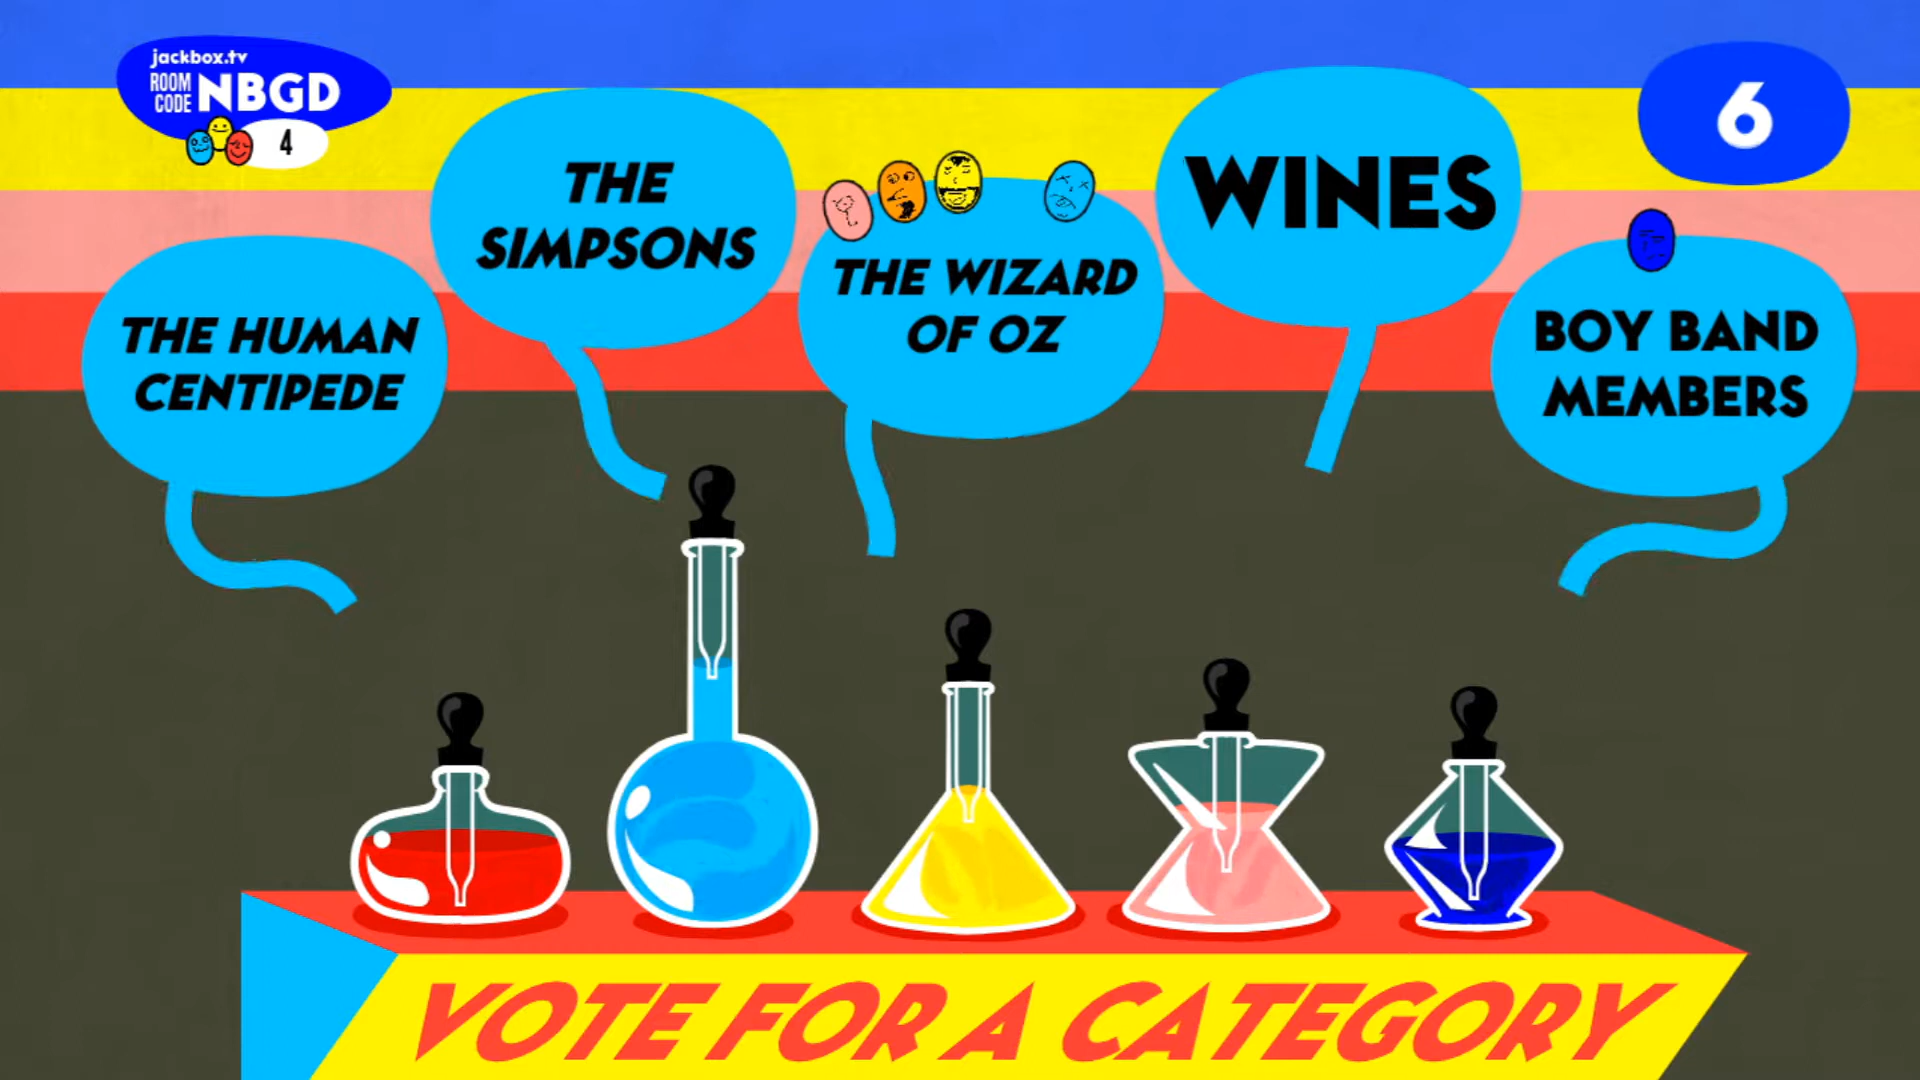 jackbox.tv
ROOM CODE NBGD
4
6
THE HUMAN
CENTIPEDE
THE
SIMPSONS
THE WIZARD
OF OZ
WINES
BOY BAND
MEMBERS
VOTE FOR A CATEGORY